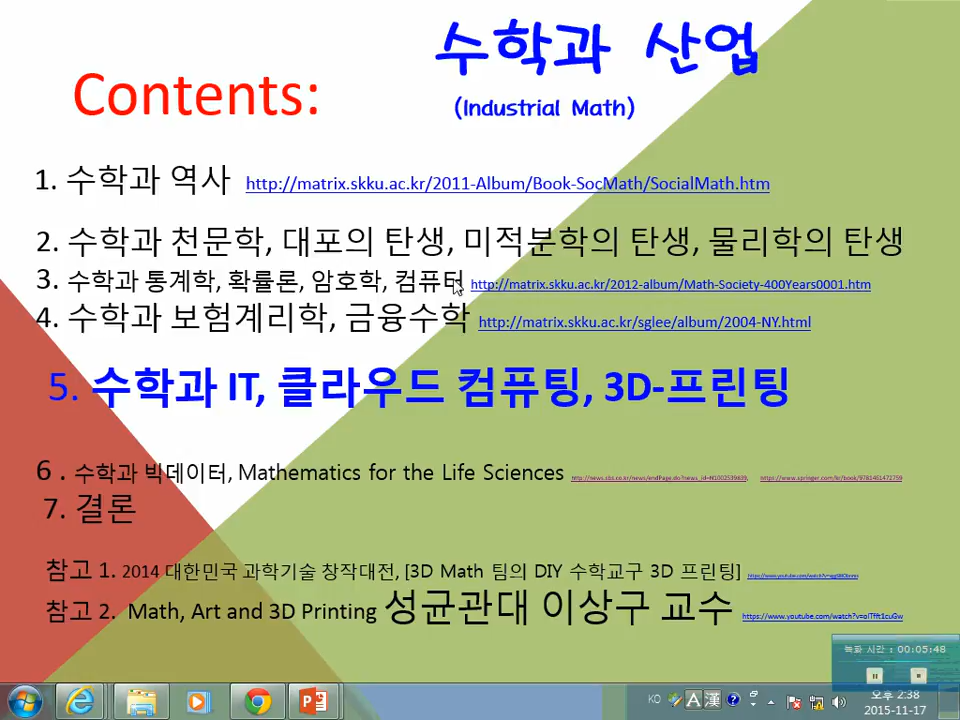 수학과 산업
(Industrial Math)
Contents:
1. 수학과 역사 http://matrix.skku.ac.kr/2011-Album/Book-SocMath/SocialMath.htm
2. 수학과 천문학, 대포의 탄생, 미적분학의 탄생, 물리학의 탄생
3. 수학과 통계학, 확률론, 암호학, 컴퓨터 http://matrix.skku.ac.kr/2012-album/Math-Society-400Years0001.htm
4. 수학과 보험계리학, 금융수학 http://matrix.skku.ac.kr/sglee/album/2004-NY.html
5. 수학과 IT, 클라우드 컴퓨팅, 3D-프린팅
6 . 수학과 빅데이터, Mathematics for the Life Sciences
7. 결론
참고 1. 2014 대한민국 과학기술 창작대전, [3D Math 팀의 DIY 수학교구 3D 프린팅]
참고 2. Math, Art and 3D Printing 성균관대 이상구 교수
녹화 시간 : 00:05:48
KO A 漢
오후 2:38
2015-11-17